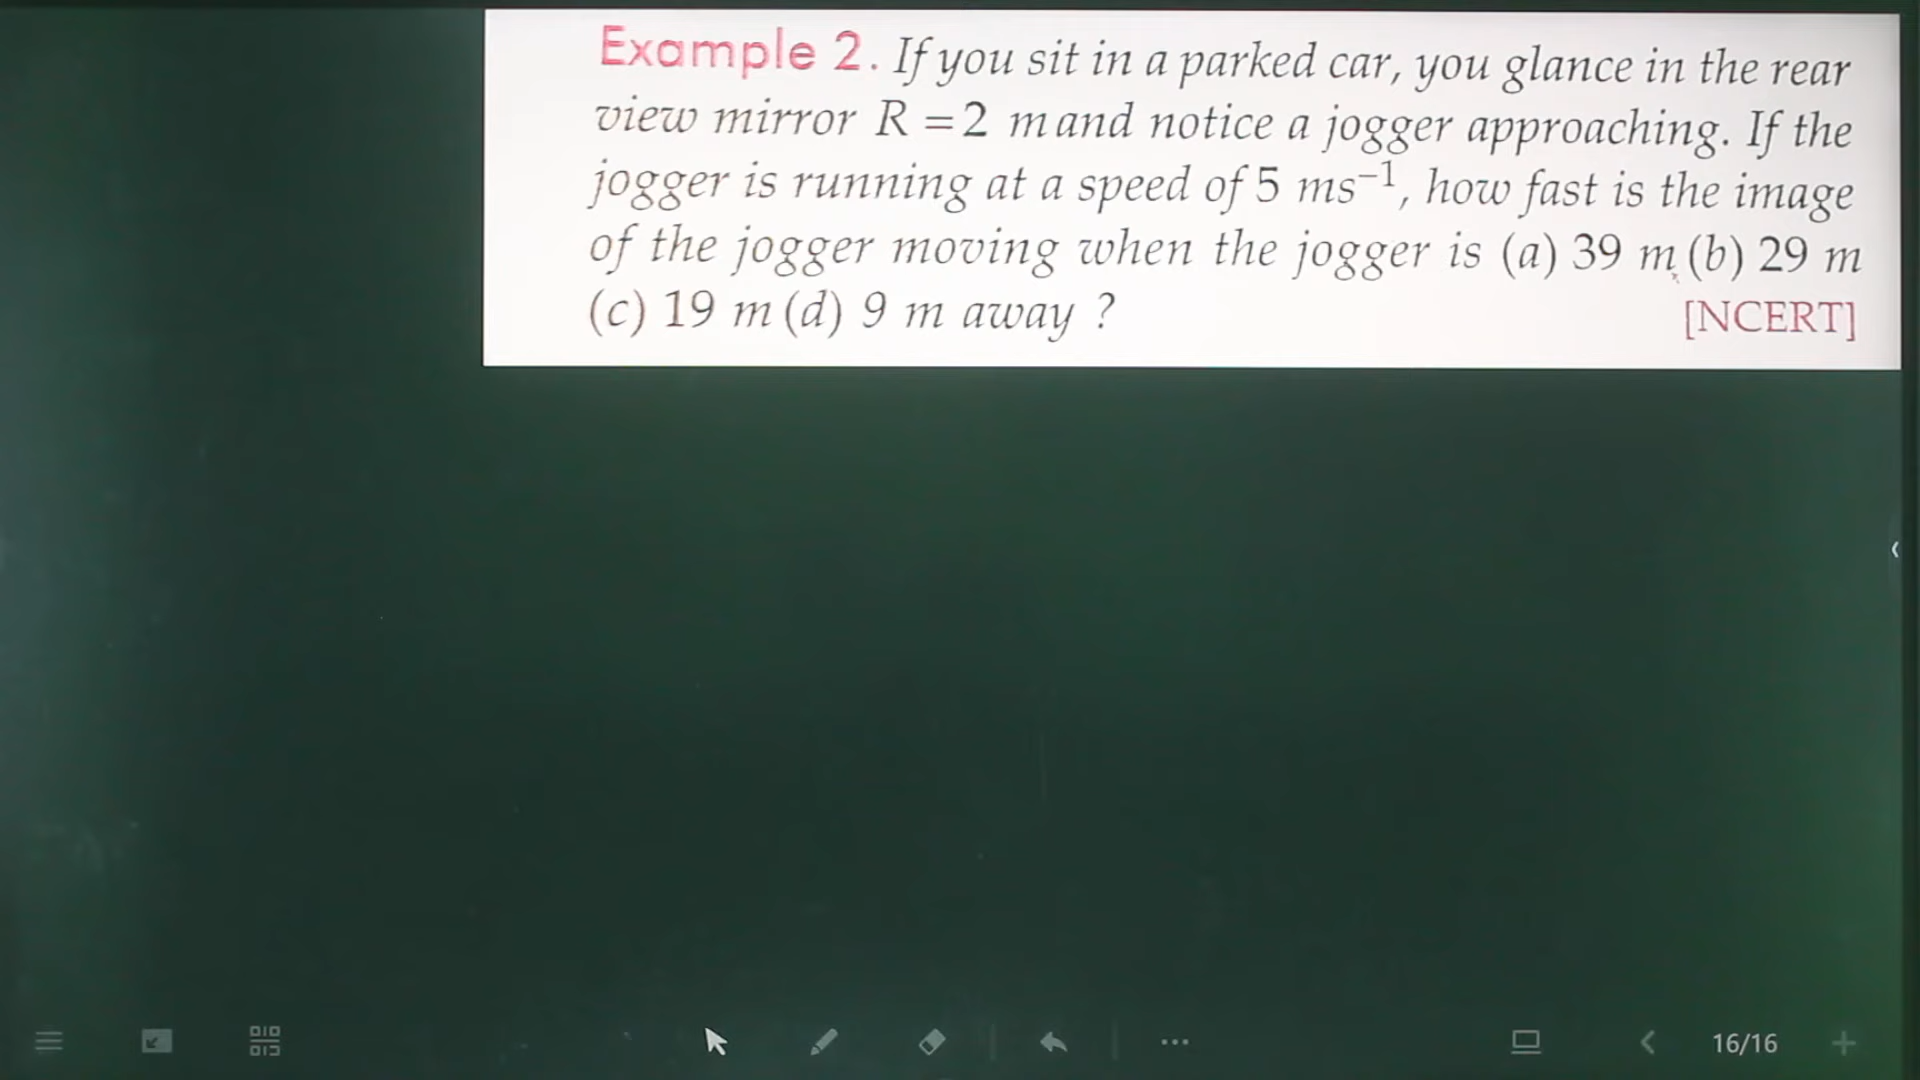 Example 2. If you sit in a parked car, you glance in the rear
view mirror R = 2 m and notice a jogger approaching. If the
jogger is running at a speed of 5 ms⁻¹, how fast is the image
of the jogger moving when the jogger is (a) 39 m (b) 29 m
(c) 19 m (d) 9 m away ? [NCERT]
16/16